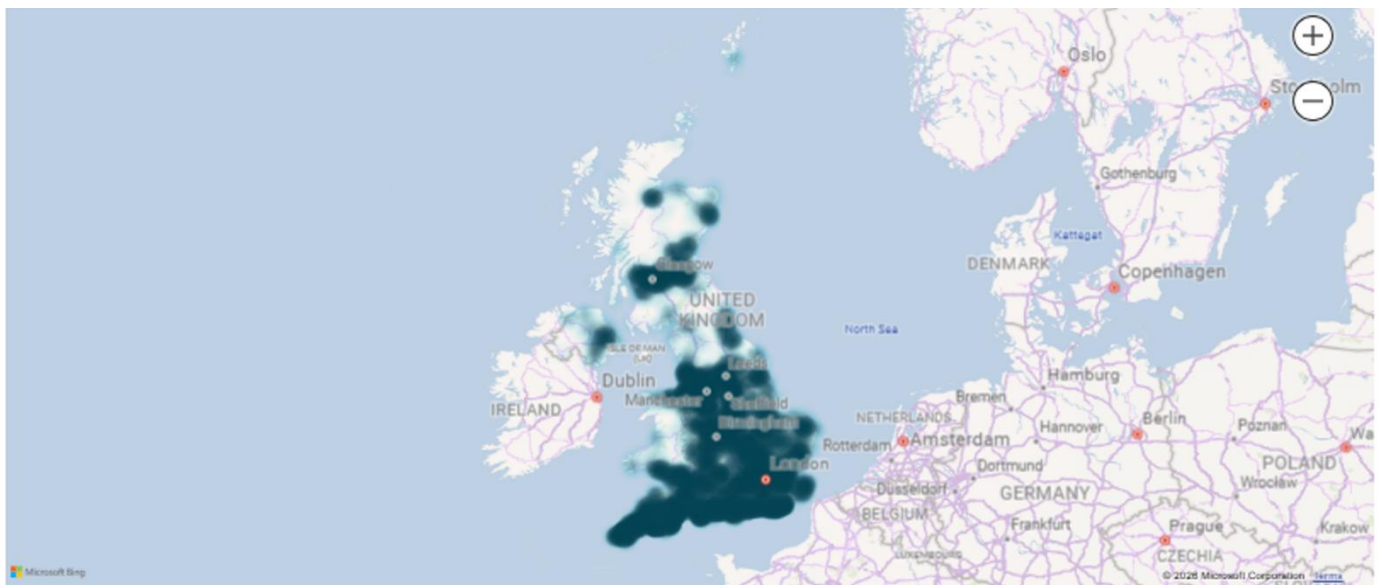 Oslo
Stockholm
Gothenburg
Kattegat
DENMARK
Copenhagen
Glasgow
UNITED
KINGDOM
North Sea
ISLE OF MAN
(UK)
Leeds
Dublin
Manchester
Sheffield
IRELAND
Birmingham
London
Hamburg
Bremen
NETHERLANDS
Amsterdam
Rotterdam
Hannover
Berlin
Poznan
Wa
POLAND
Dortmund
Düsseldorf
GERMANY
Wrocław
BELGIUM
Frankfurt
Prague
Krakow
LUXEMBOURG
CZECHIA
Microsoft Bing
© 2026 Microsoft Corporation Terms